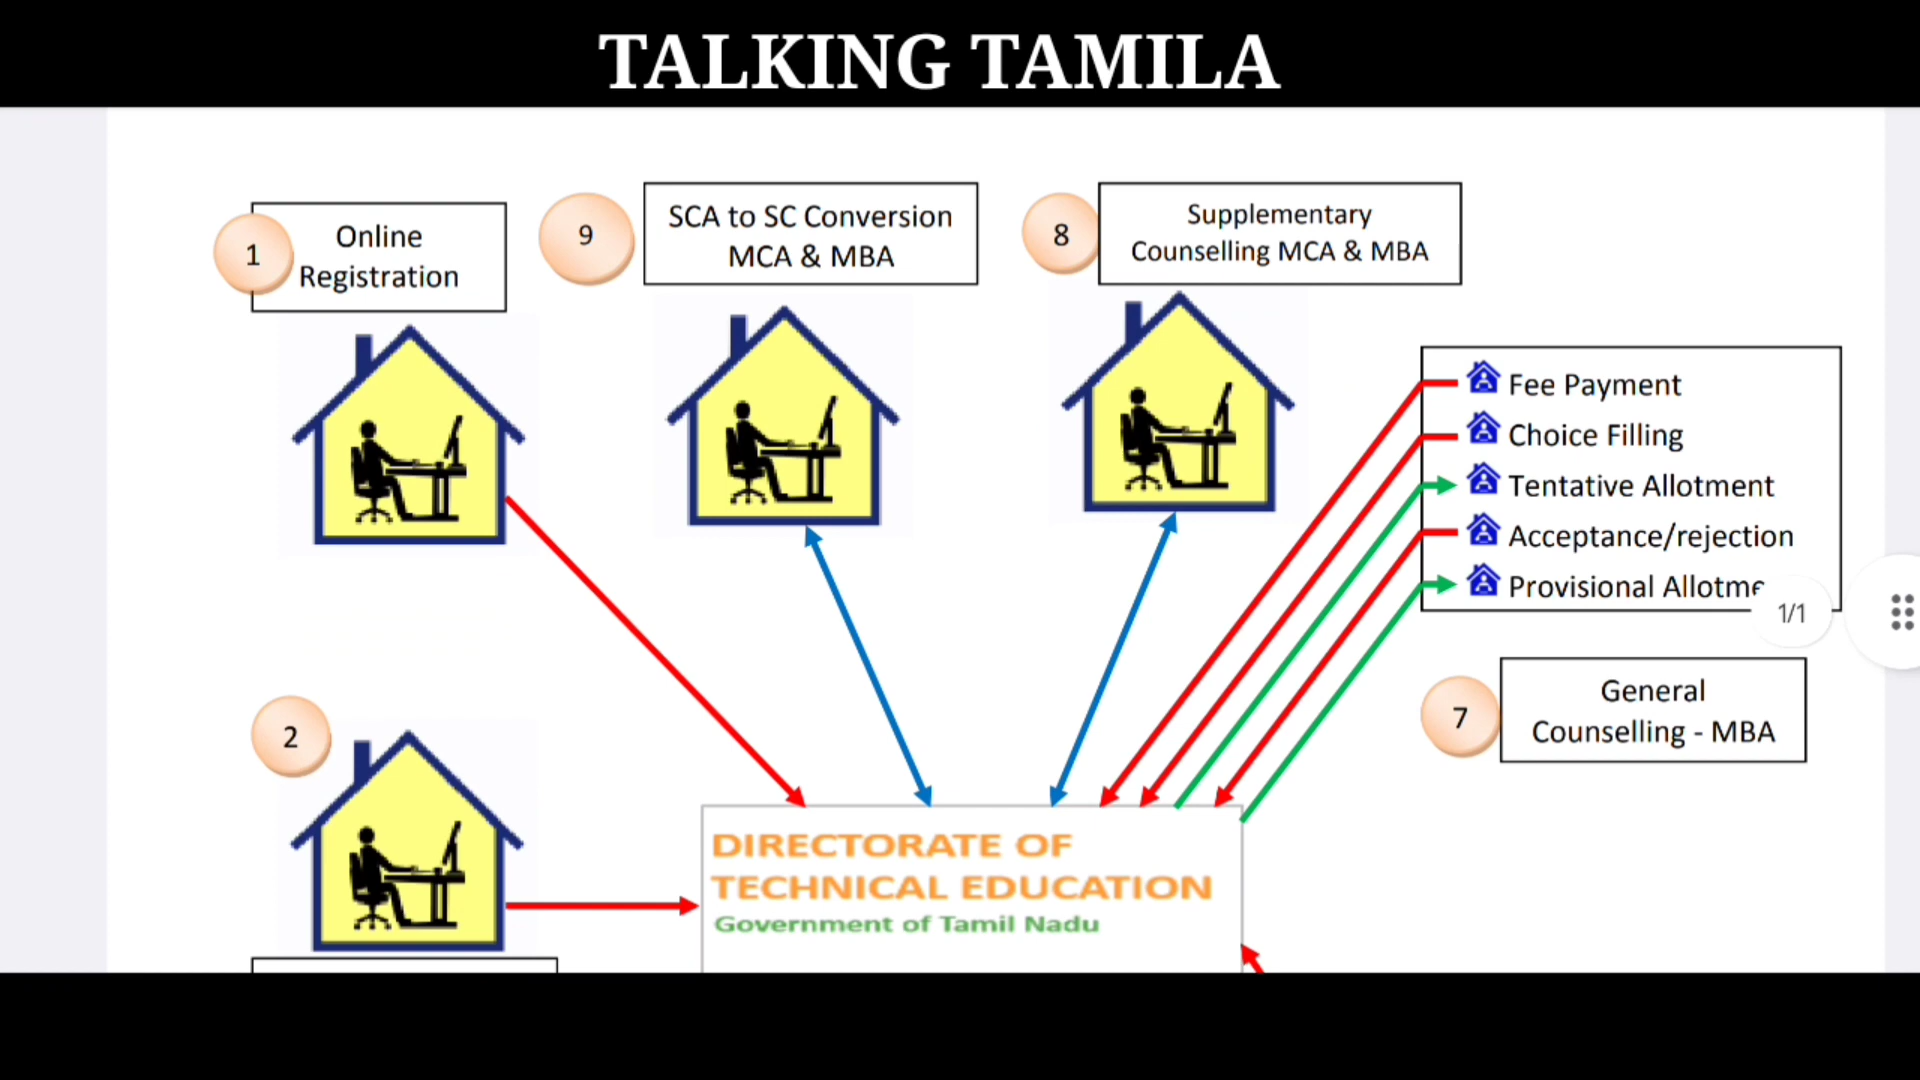 TALKING TAMILA
1
Online
Registration
9
SCA to SC Conversion
MCA & MBA
8
Supplementary
Counselling MCA & MBA
Fee Payment
Choice Filling
Tentative Allotment
Acceptance/rejection
Provisional Allotme
1/1
7
General
Counselling - MBA
2
DIRECTORATE OF
TECHNICAL EDUCATION
Government of Tamil Nadu